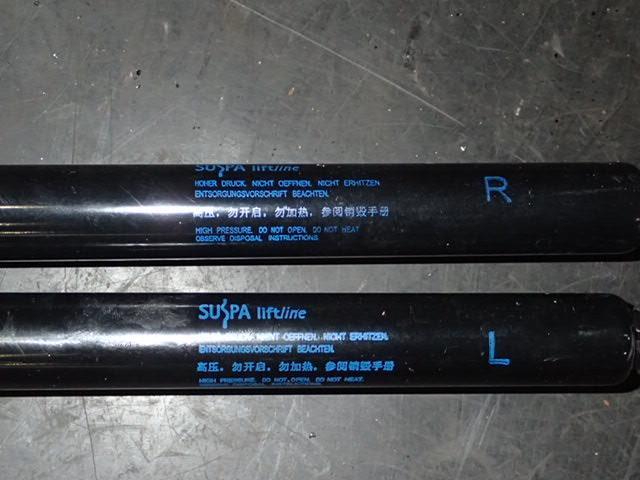 SUSPA liftline
HOHER DRUCK. NICHT OEFFNEN. NICHT ERHITZEN
ENTSORGUNGSVORSCHRIFT BEACHTEN.
高压，勿开启，勿加热，参阅销毁手册
HIGH PRESSURE. DO NOT OPEN. DO NOT HEAT
OBSERVE DISPOSAL INSTRUCTIONS
R
SUSPA liftline
NICHT OEFFNEN. NICHT ERHITZEN.
ENTSORGUNGSVORSCHRIFT BEACHTEN.
高压，勿开启，勿加热，参阅销毁手册
HIGH PRESSURE. DO NOT OPEN. DO NOT HEAT.
DISPOSAL INSTRUCTIONS
L